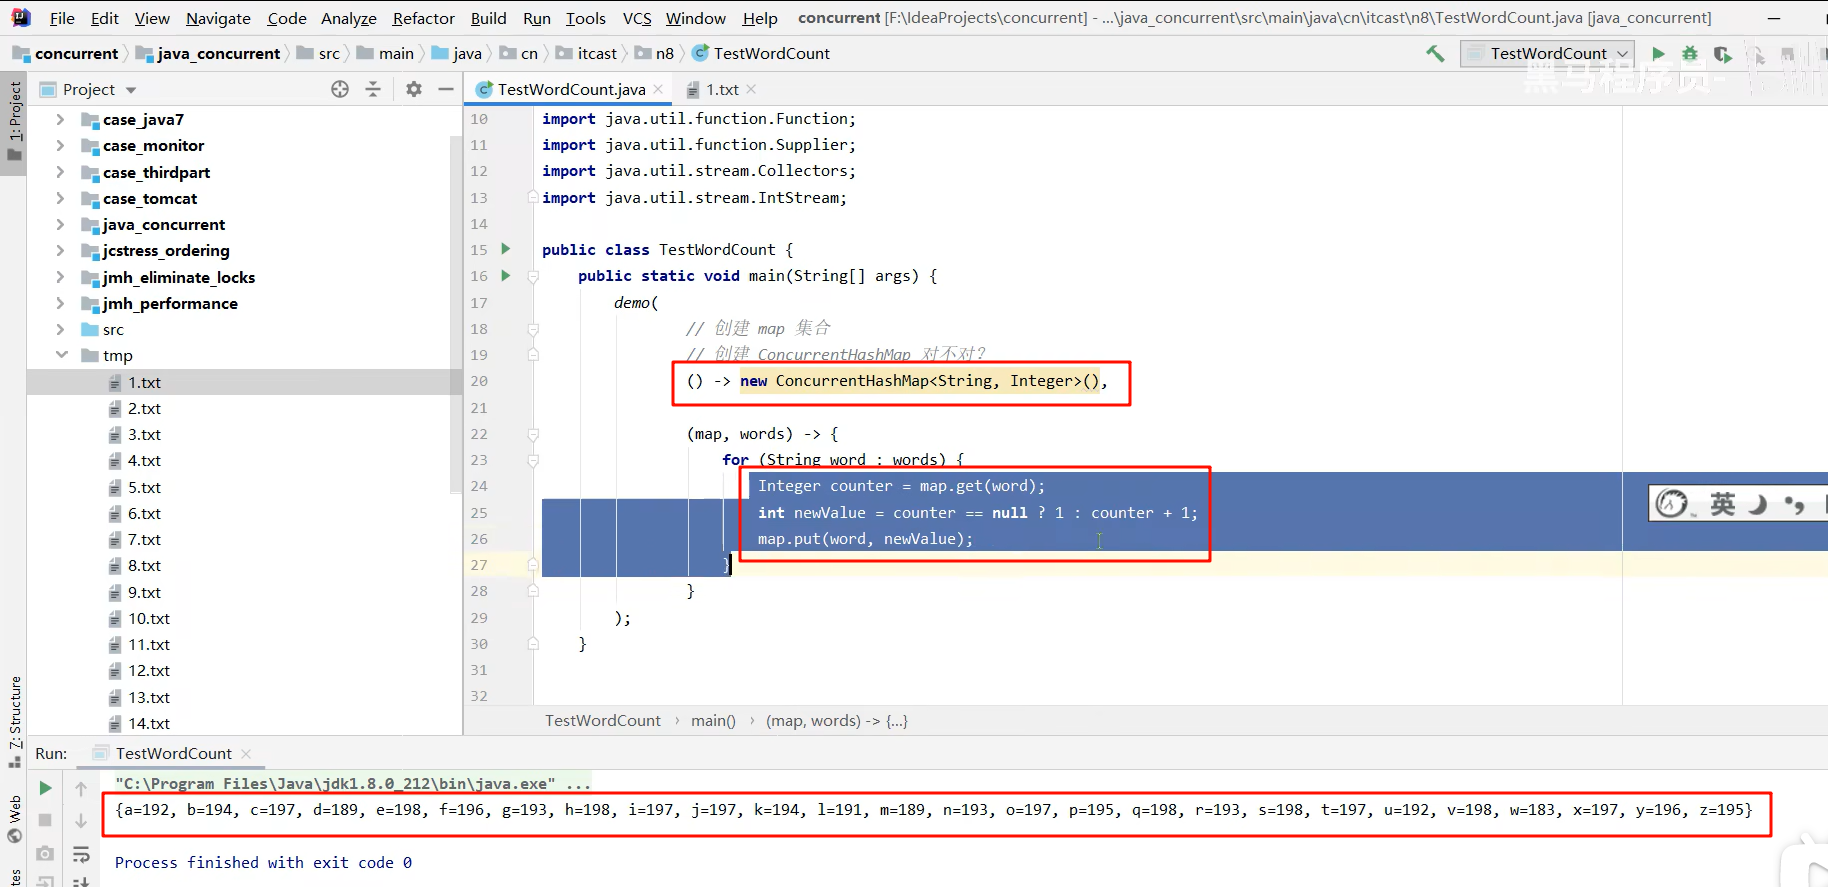 File Edit View Navigate Code Analyze Refactor Build Run Tools VCS Window Help concurrent [F:\IdeaProjects\concurrent] - ...\java_concurrent\src\main\java\cn\itcast\n8\TestWordCount.java [java_concurrent]
concurrent java_concurrent src main java cn itcast n8 TestWordCount TestWordCount
黑马程序员-
Project TestWordCount.java 1.txt
1: Project
case_java7
case_monitor
case_thirdpart
case_tomcat
java_concurrent
jcstress_ordering
jmh_eliminate_locks
jmh_performance
src
tmp
1.txt
2.txt
3.txt
4.txt
5.txt
6.txt
7.txt
8.txt
9.txt
10.txt
11.txt
12.txt
13.txt
14.txt
10 import java.util.function.Function;
11 import java.util.function.Supplier;
12 import java.util.stream.Collectors;
13 import java.util.stream.IntStream;
14
15 public class TestWordCount {
16 public static void main(String[] args) {
17 demo(
18 // 创建 map 集合
19 // 创建 ConcurrentHashMap 对不对?
20 () -> new ConcurrentHashMap<String, Integer>(),
21
22 (map, words) -> {
23 for (String word : words) {
24 Integer counter = map.get(word);
25 int newValue = counter == null ? 1 : counter + 1;
26 map.put(word, newValue);
27 }
28 }
29 );
30 }
31
32
英
TestWordCount › main() › (map, words) -> {...}
7: Structure
Web
Run: TestWordCount
"C:\Program Files\Java\jdk1.8.0_212\bin\java.exe" ...
{a=192, b=194, c=197, d=189, e=198, f=196, g=193, h=198, i=197, j=197, k=194, l=191, m=189, n=193, o=197, p=195, q=198, r=193, s=198, t=197, u=192, v=198, w=183, x=197, y=196, z=195}
Process finished with exit code 0